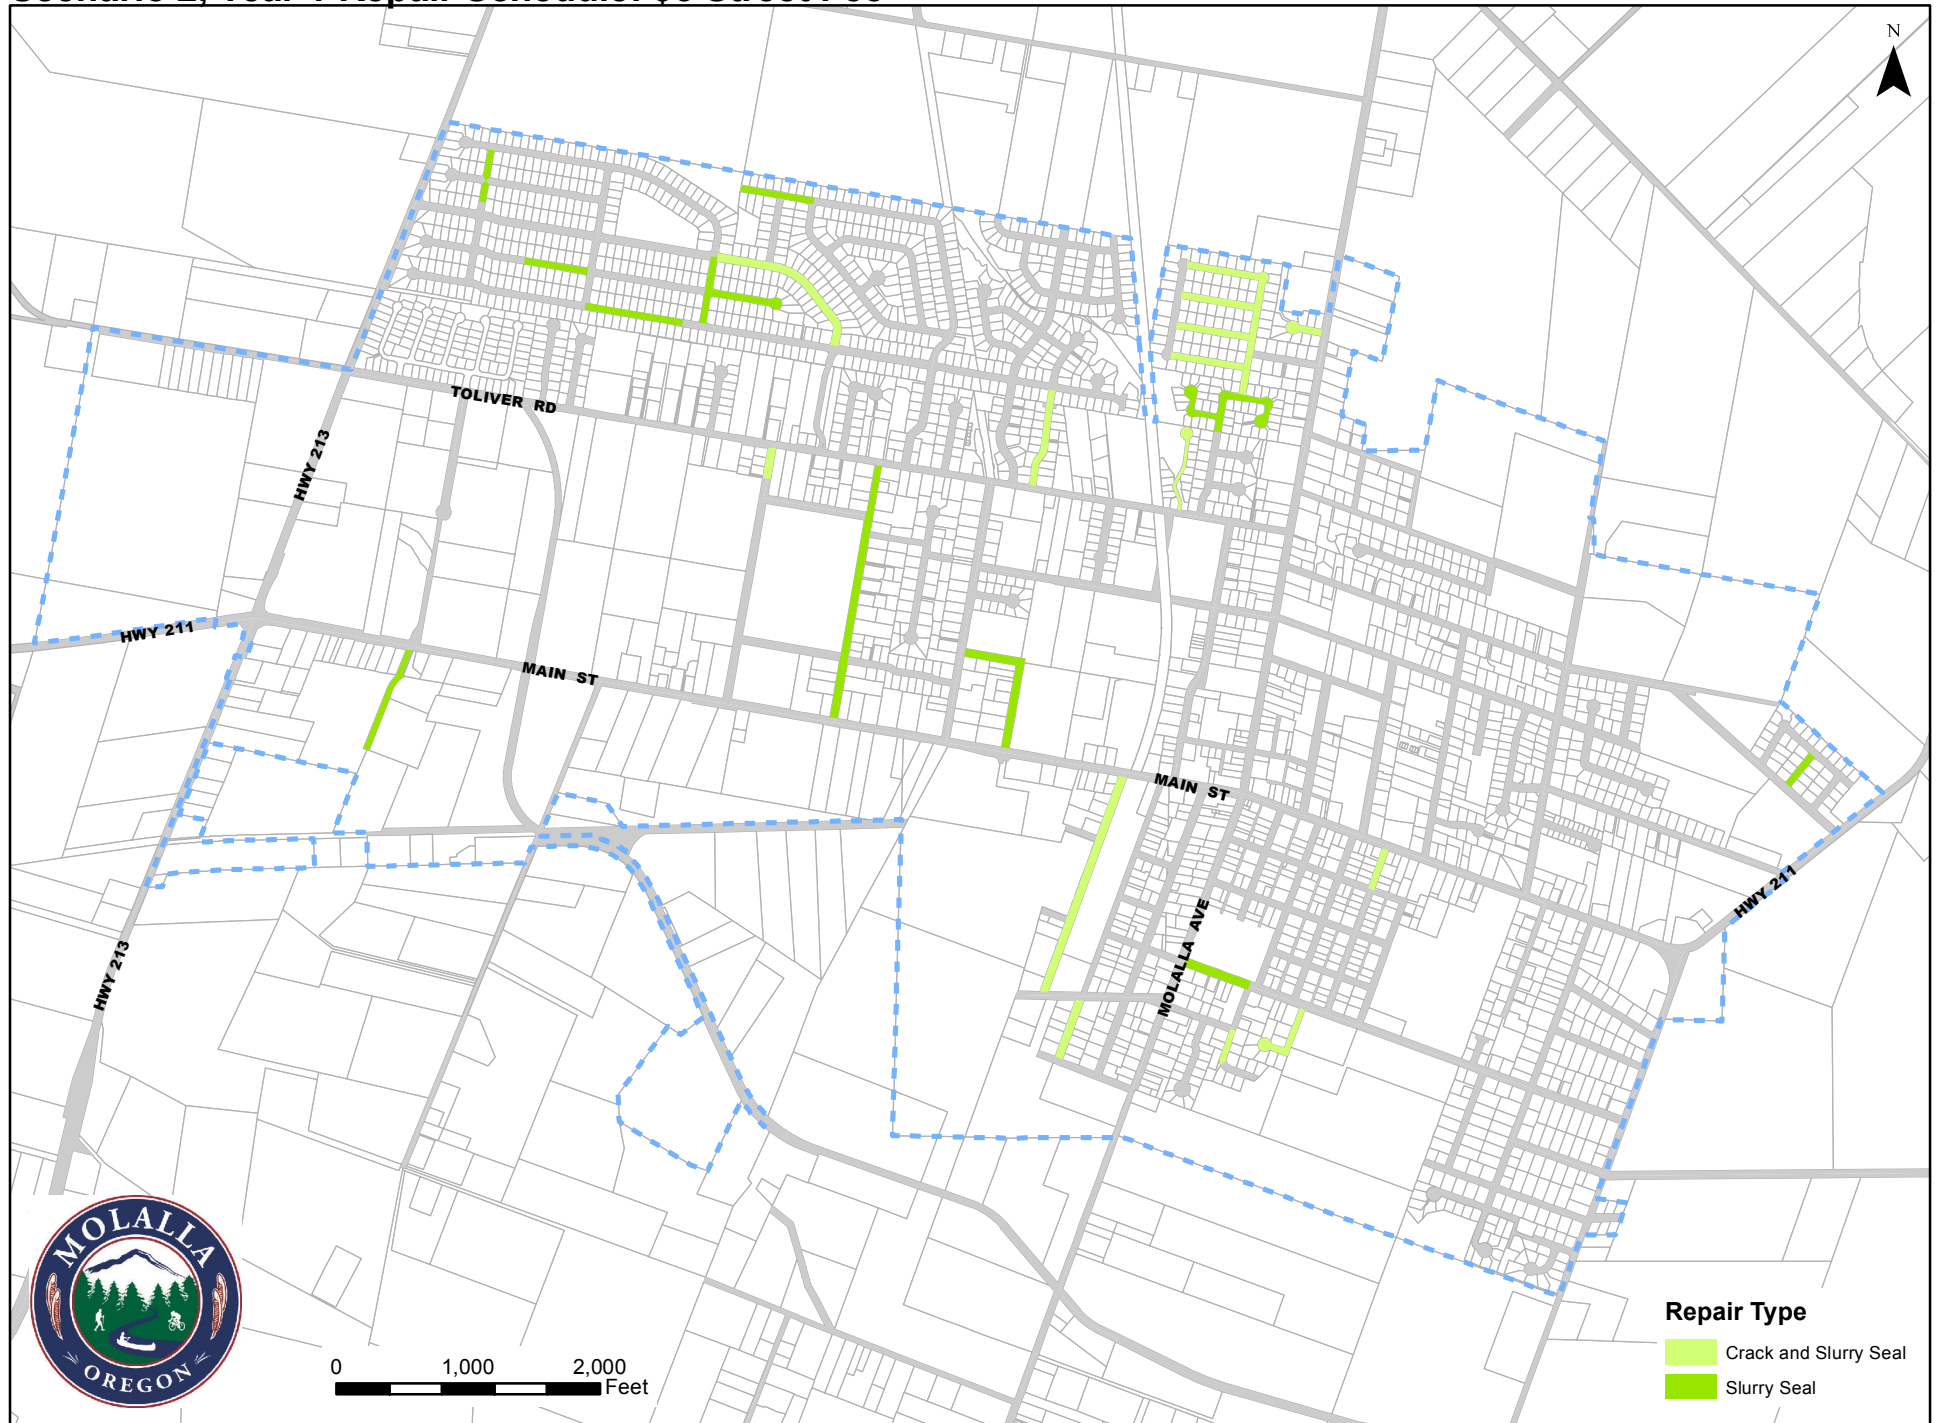 N
TOLIVER RD
HWY 213
HWY 211
MAIN ST
MAIN ST
HWY 211
MOLALLA AVE
HWY 213
MOLALLA
OREGON
0 1,000 2,000
Feet
Repair Type
Crack and Slurry Seal
Slurry Seal